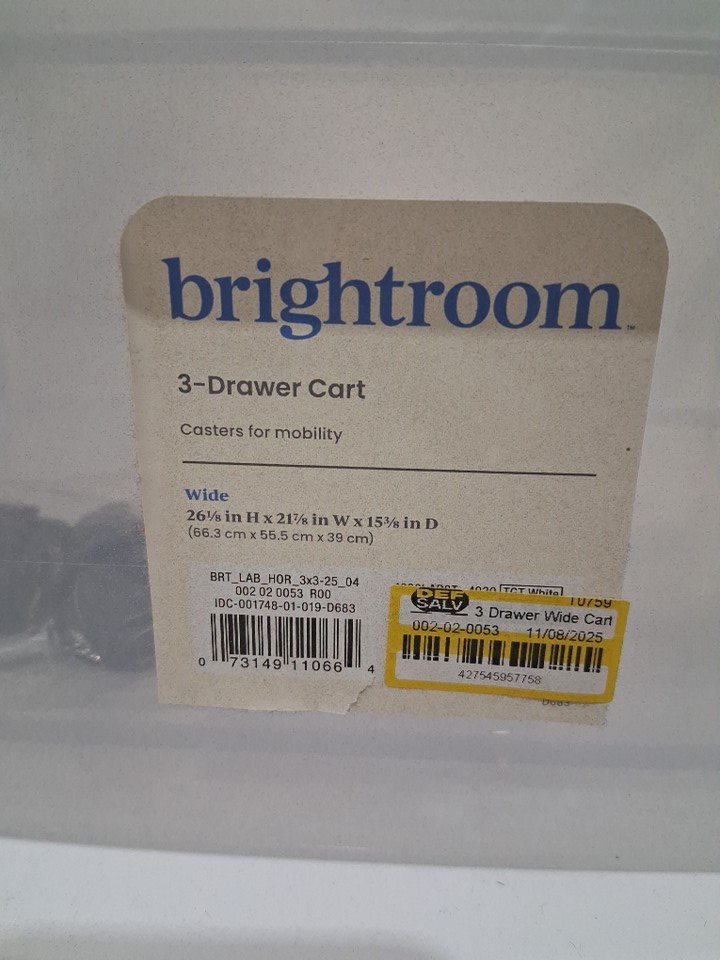 brightroom™
3-Drawer Cart
Casters for mobility
Wide
26⅛ in H x 21⅞ in W x 15⅜ in D
(66.3 cm x 55.5 cm x 39 cm)
BRT_LAB_HOR_3x3-25_04
002 02 0053 R00
IDC-001748-01-019-D683
0 73149 11066 4
TGT White
DEF
SALV
10759
3 Drawer Wide Cart
002-02-0053 11/08/2025
427545957758
D683